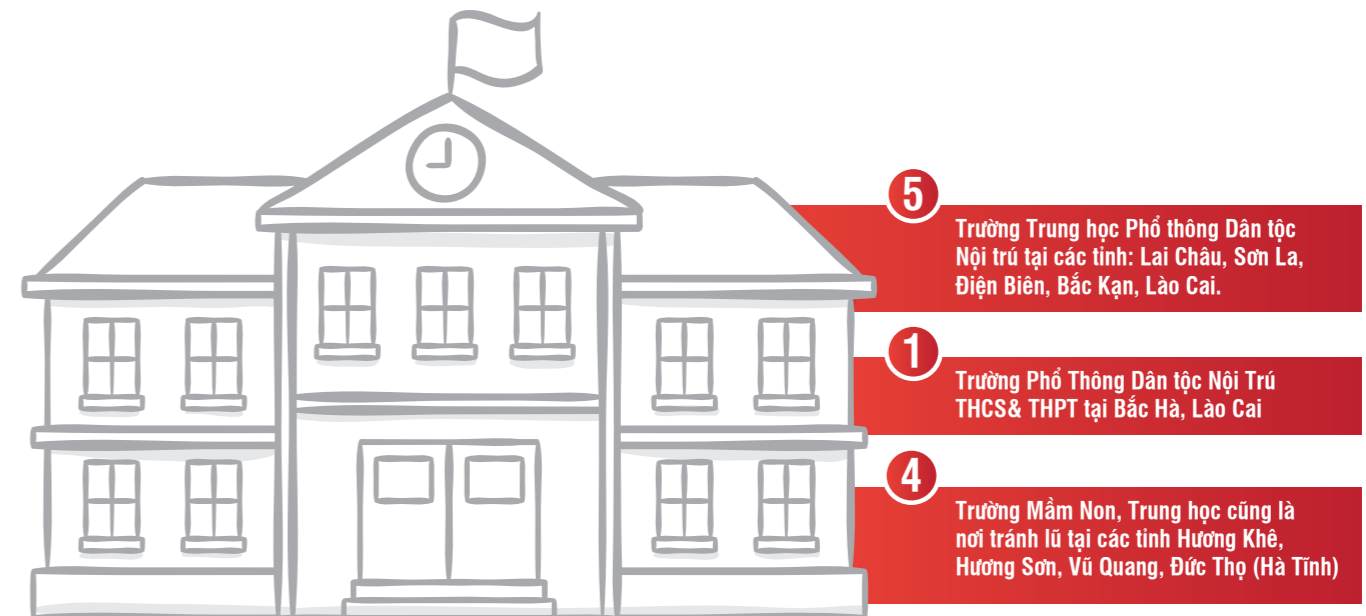 5
Trường Trung học Phổ thông Dân tộc
Nội trú tại các tỉnh: Lai Châu, Sơn La,
Điện Biên, Bắc Kạn, Lào Cai.
1
Trường Phổ Thông Dân tộc Nội Trú
THCS& THPT tại Bắc Hà, Lào Cai
4
Trường Mầm Non, Trung học cũng là
nơi tránh lũ tại các tỉnh Hương Khê,
Hương Sơn, Vũ Quang, Đức Thọ (Hà Tĩnh)